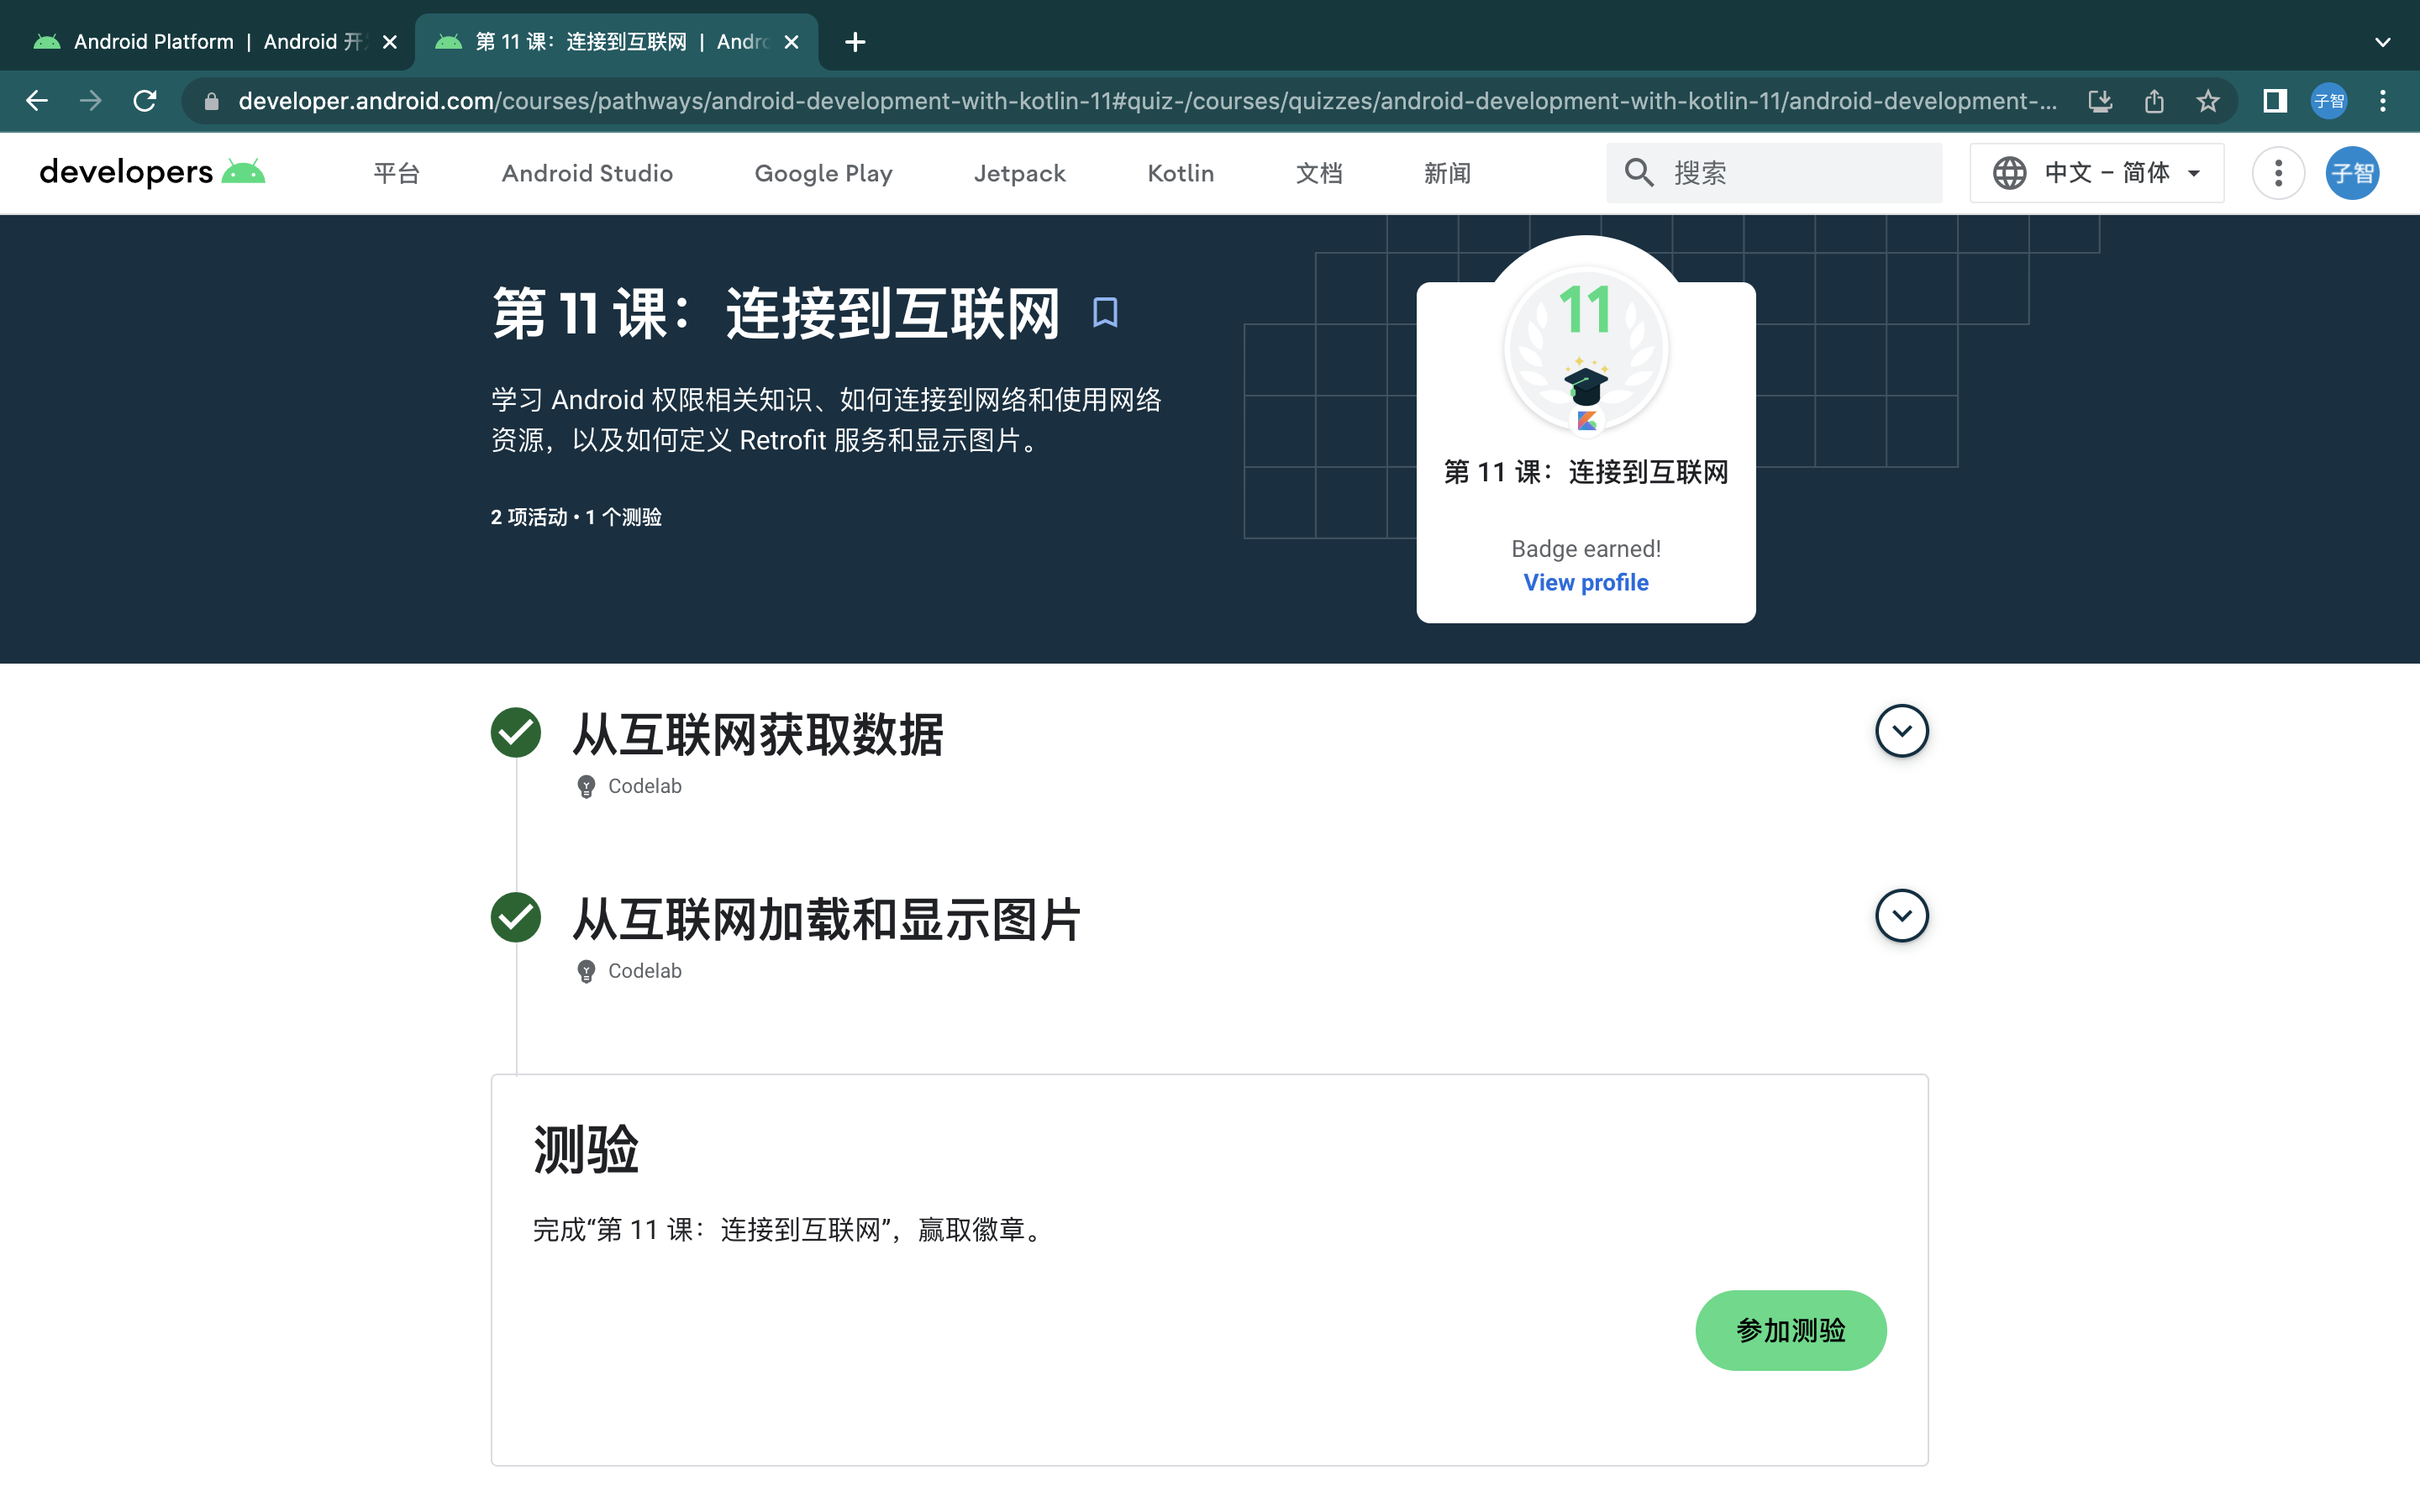 Android Platform | Android 开
第 11 课：连接到互联网 | Andro
developer.android.com/courses/pathways/android-development-with-kotlin-11#quiz-/courses/quizzes/android-development-with-kotlin-11/android-development-...
子智
developers
平台
Android Studio
Google Play
Jetpack
Kotlin
文档
新闻
搜索
中文 – 简体
子智
第 11 课：连接到互联网
学习 Android 权限相关知识、如何连接到网络和使用网络
资源，以及如何定义 Retrofit 服务和显示图片。
2 项活动 • 1 个测验
11
第 11 课：连接到互联网
Badge earned!
View profile
从互联网获取数据
Codelab
从互联网加载和显示图片
Codelab
测验
完成“第 11 课：连接到互联网”，赢取徽章。
参加测验